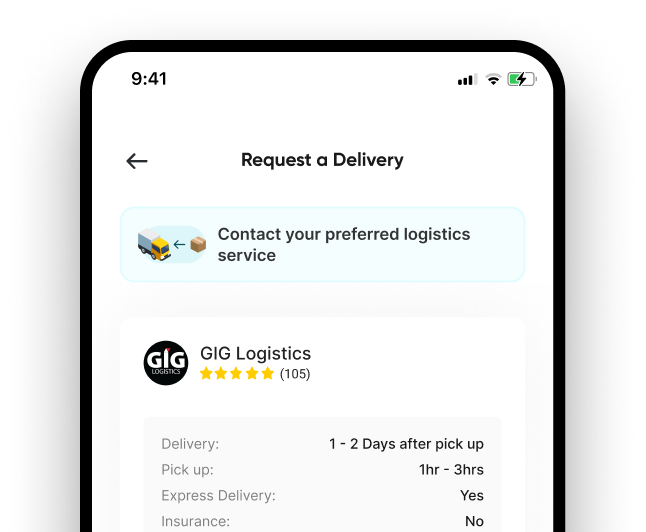 9:41
Request a Delivery
Contact your preferred logistics
service
GIG
LOGISTICS
GIG Logistics
(105)
Delivery: 1 - 2 Days after pick up
Pick up: 1hr - 3hrs
Express Delivery: Yes
Insurance: No